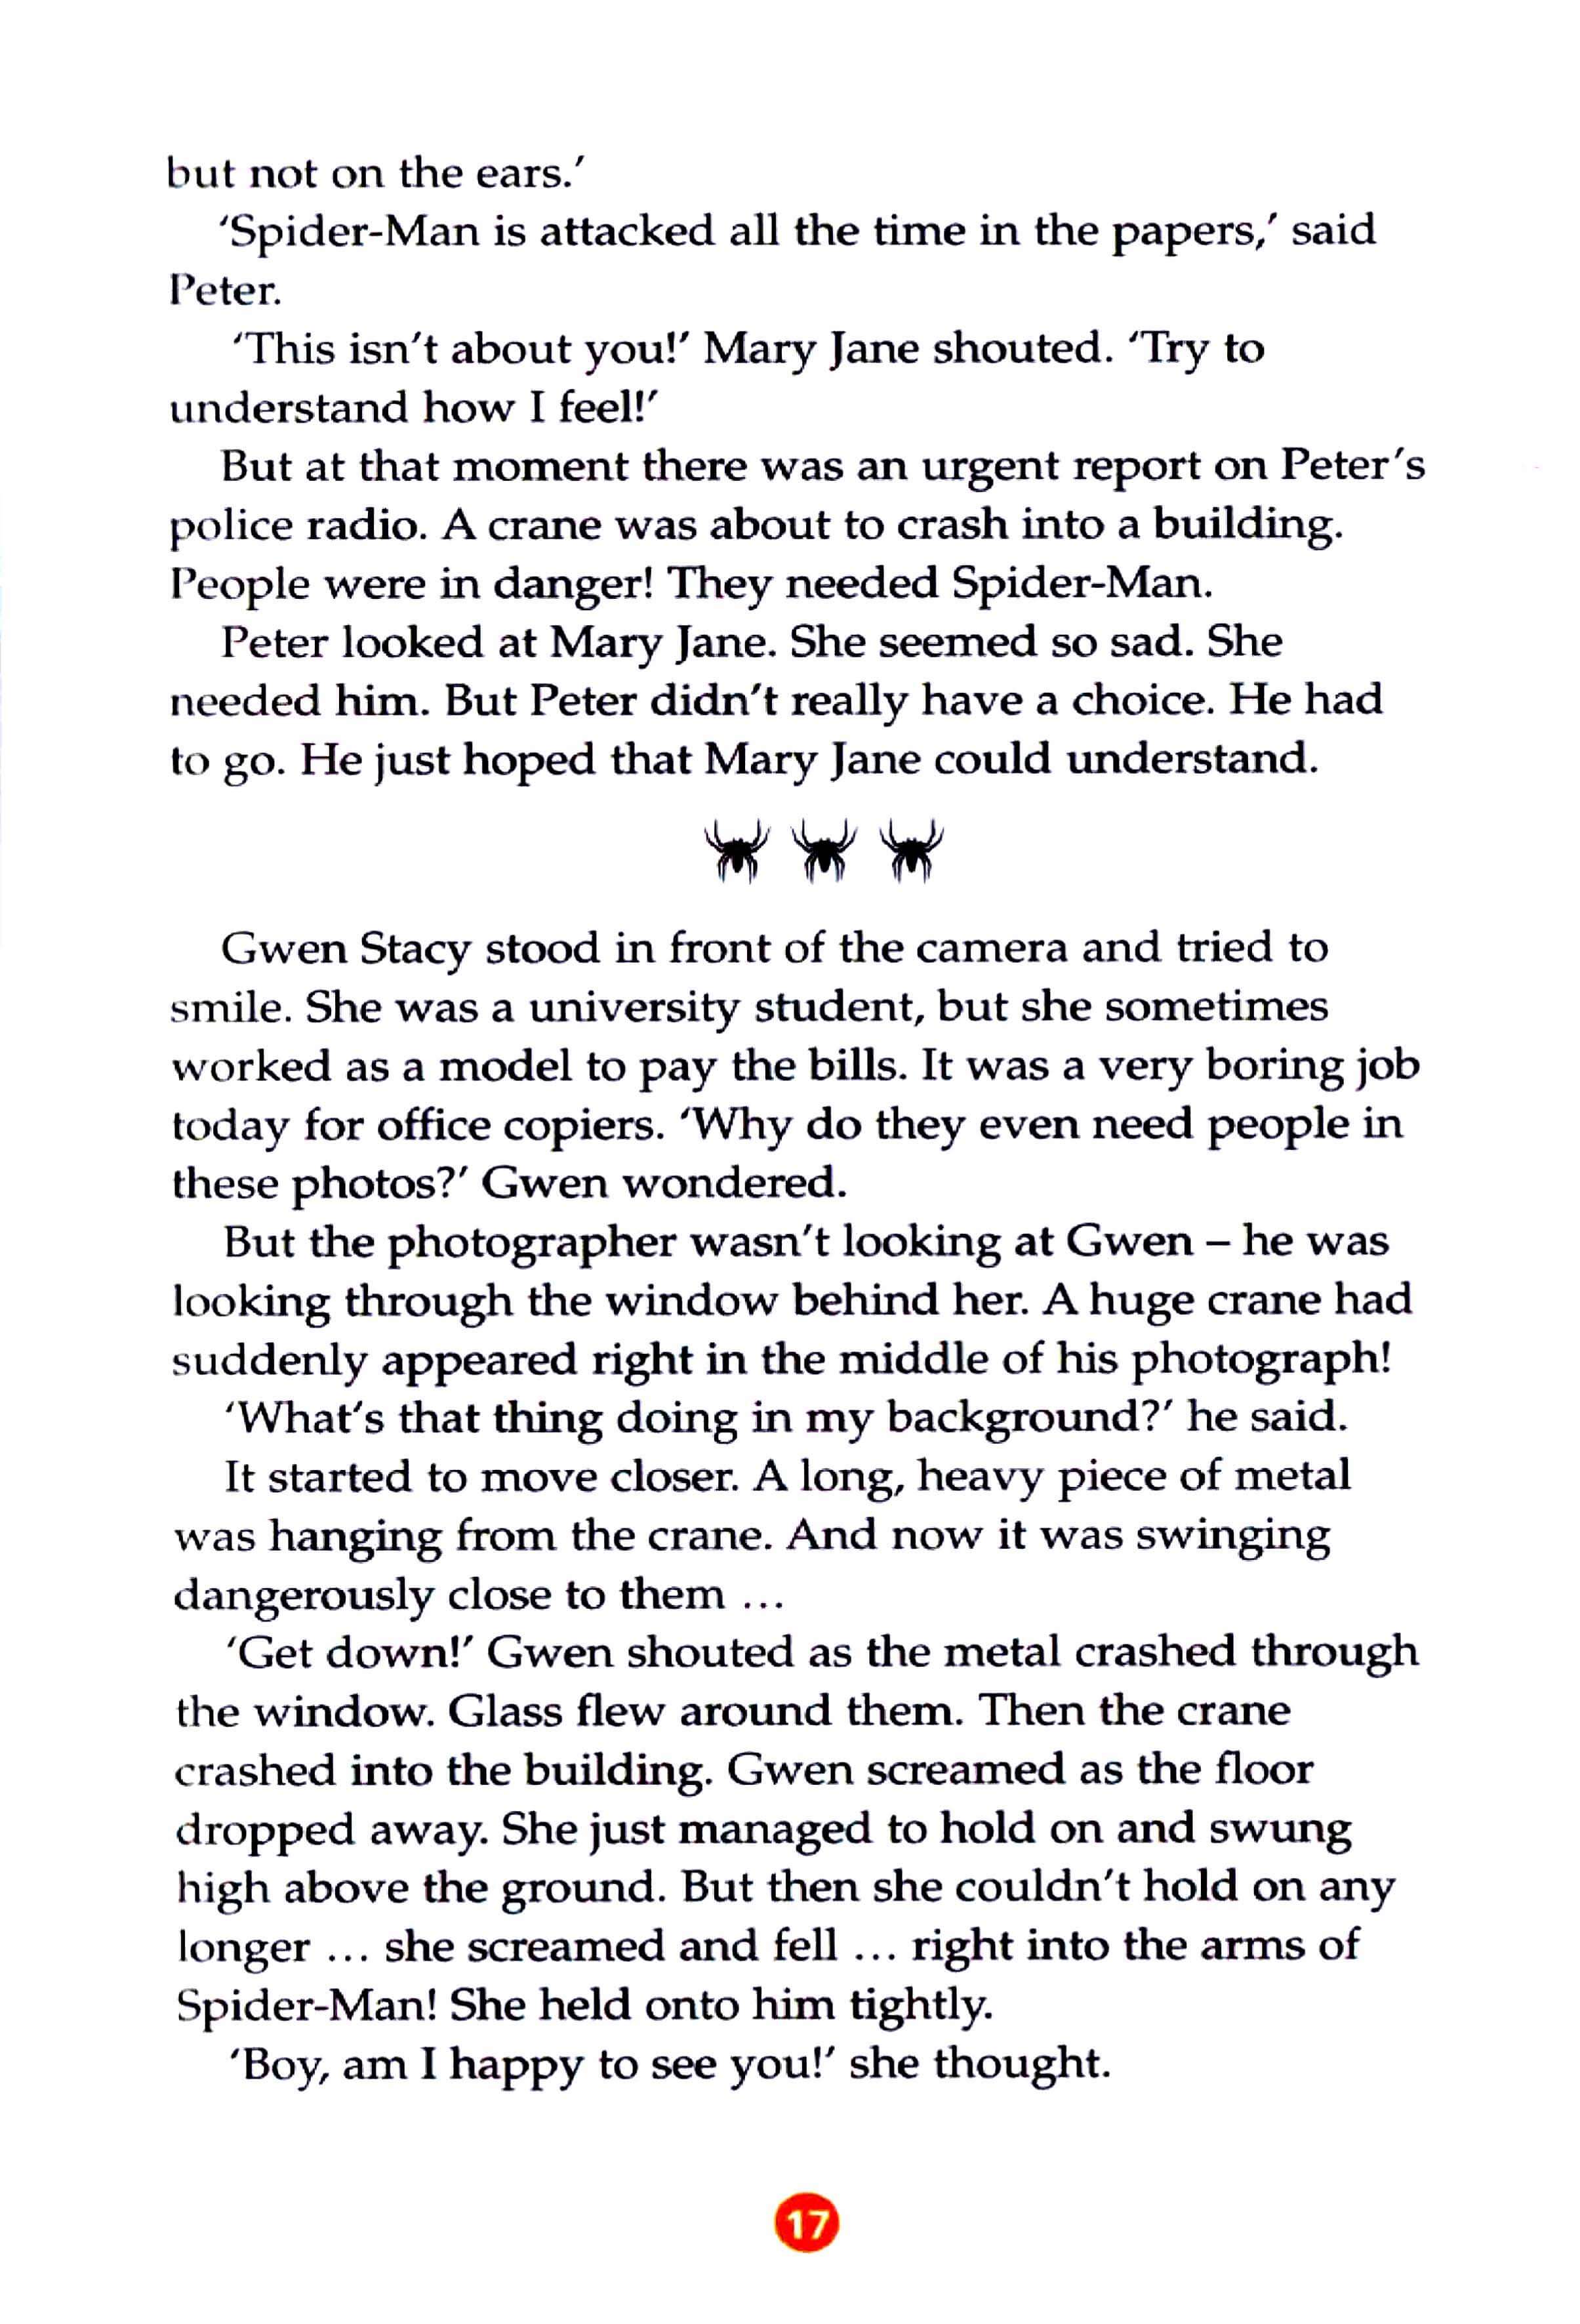 but not on the ears.’
‘Spider-Man is attacked all the time in the papers,’ said
Peter.
‘This isn’t about you!’ Mary Jane shouted. ‘Try to
understand how I feel!’
But at that moment there was an urgent report on Peter’s
police radio. A crane was about to crash into a building.
People were in danger! They needed Spider-Man.
Peter looked at Mary Jane. She seemed so sad. She
needed him. But Peter didn’t really have a choice. He had
to go. He just hoped that Mary Jane could understand.
Gwen Stacy stood in front of the camera and tried to
smile. She was a university student, but she sometimes
worked as a model to pay the bills. It was a very boring job
today for office copiers. ‘Why do they even need people in
these photos?’ Gwen wondered.
But the photographer wasn’t looking at Gwen – he was
looking through the window behind her. A huge crane had
suddenly appeared right in the middle of his photograph!
‘What’s that thing doing in my background?’ he said.
It started to move closer. A long, heavy piece of metal
was hanging from the crane. And now it was swinging
dangerously close to them …
‘Get down!’ Gwen shouted as the metal crashed through
the window. Glass flew around them. Then the crane
crashed into the building. Gwen screamed as the floor
dropped away. She just managed to hold on and swung
high above the ground. But then she couldn’t hold on any
longer … she screamed and fell … right into the arms of
Spider-Man! She held onto him tightly.
‘Boy, am I happy to see you!’ she thought.
17